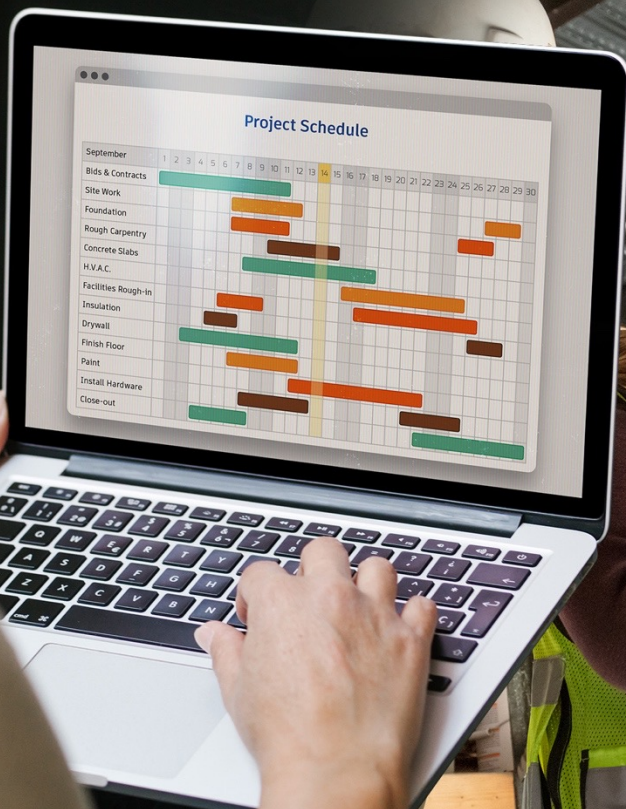 Project Schedule
September 1 2 3 4 5 6 7 8 9 10 11 12 13 14 15 16 17 18 19 20 21 22 23 24 25 26 27 28 29 30
Bids & Contracts
Site Work
Foundation
Rough Carpentry
Concrete Slabs
H.V.A.C.
Facilities Rough-in
Insulation
Drywall
Finish Floor
Paint
Install Hardware
Close-out
Q W E R T Y
A S D F G H
Z X C V B N
cmd